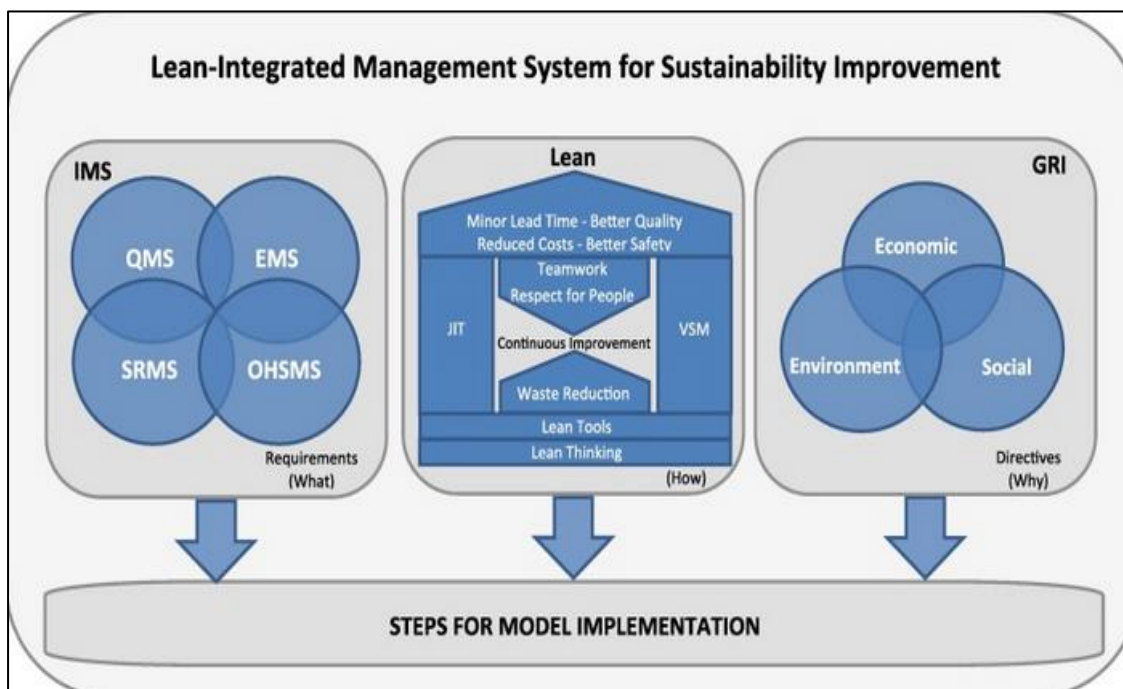 Lean-Integrated Management System for Sustainability Improvement
IMS
QMS
EMS
SRMS
OHSMS
Requirements
(What)
Lean
Minor Lead Time - Better Quality
Reduced Costs - Better Safety
Teamwork
Respect for People
JIT
VSM
Continuous Improvement
Waste Reduction
Lean Tools
Lean Thinking
(How)
GRI
Economic
Environment
Social
Directives
(Why)
STEPS FOR MODEL IMPLEMENTATION